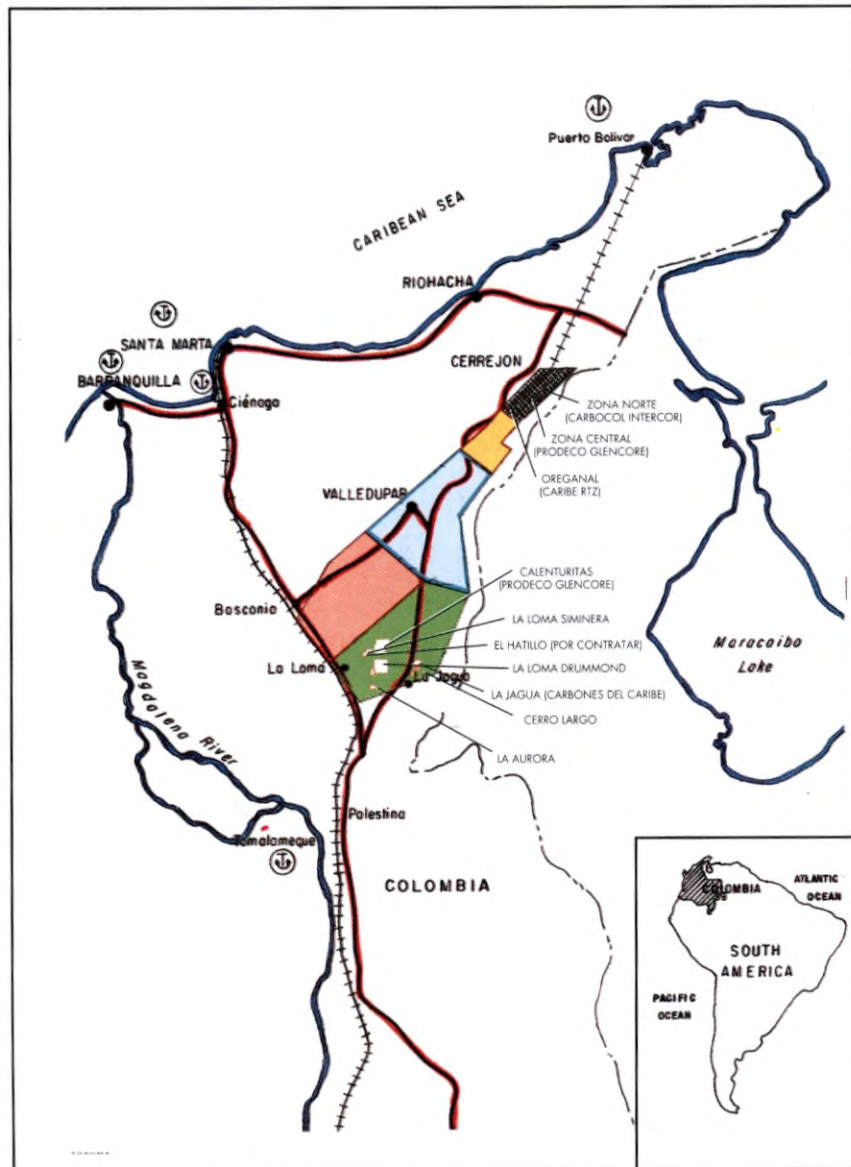 Puerto Bolívar
CARIBEAN SEA
RIOHACHA
SANTA MARTA
BARRANQUILLA
Ciénaga
CERREJON
ZONA NORTE
(CARBOCOL INTERCOR)
ZONA CENTRAL
(PRODECO GLENCORE)
OREGANAL
(CARIBE RTZ)
VALLEDUPAR
CALENTURITAS
(PRODECO GLENCORE)
Bosconia
LA LOMA SIMINERA
EL HATILLO (POR CONTRATAR)
La Loma
LA LOMA DRUMMOND
La Jagua
LA JAGUA (CARBONES DEL CARIBE)
CERRO LARGO
LA AURORA
Maracaibo
Lake
Magdalena River
Palestina
Tamalameque
COLOMBIA
COLOMBIA
ATLANTIC
OCEAN
SOUTH
AMERICA
PACIFIC
OCEAN